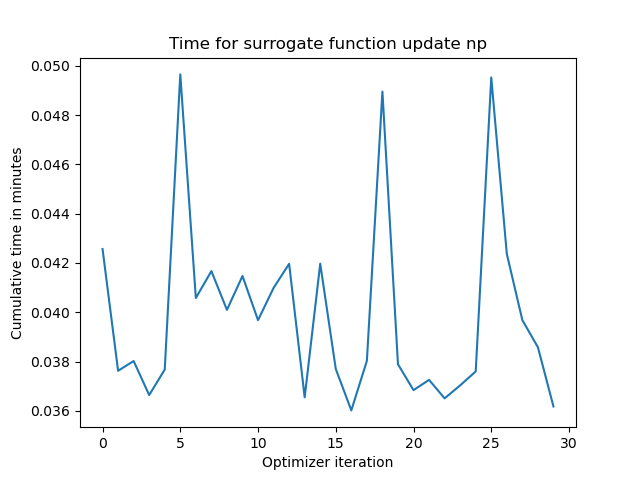 Time for surrogate function update np
0.050
0.048
0.046
0.044
0.042
0.040
0.038
0.036
Cumulative time in minutes
0 5 10 15 20 25 30
Optimizer iteration